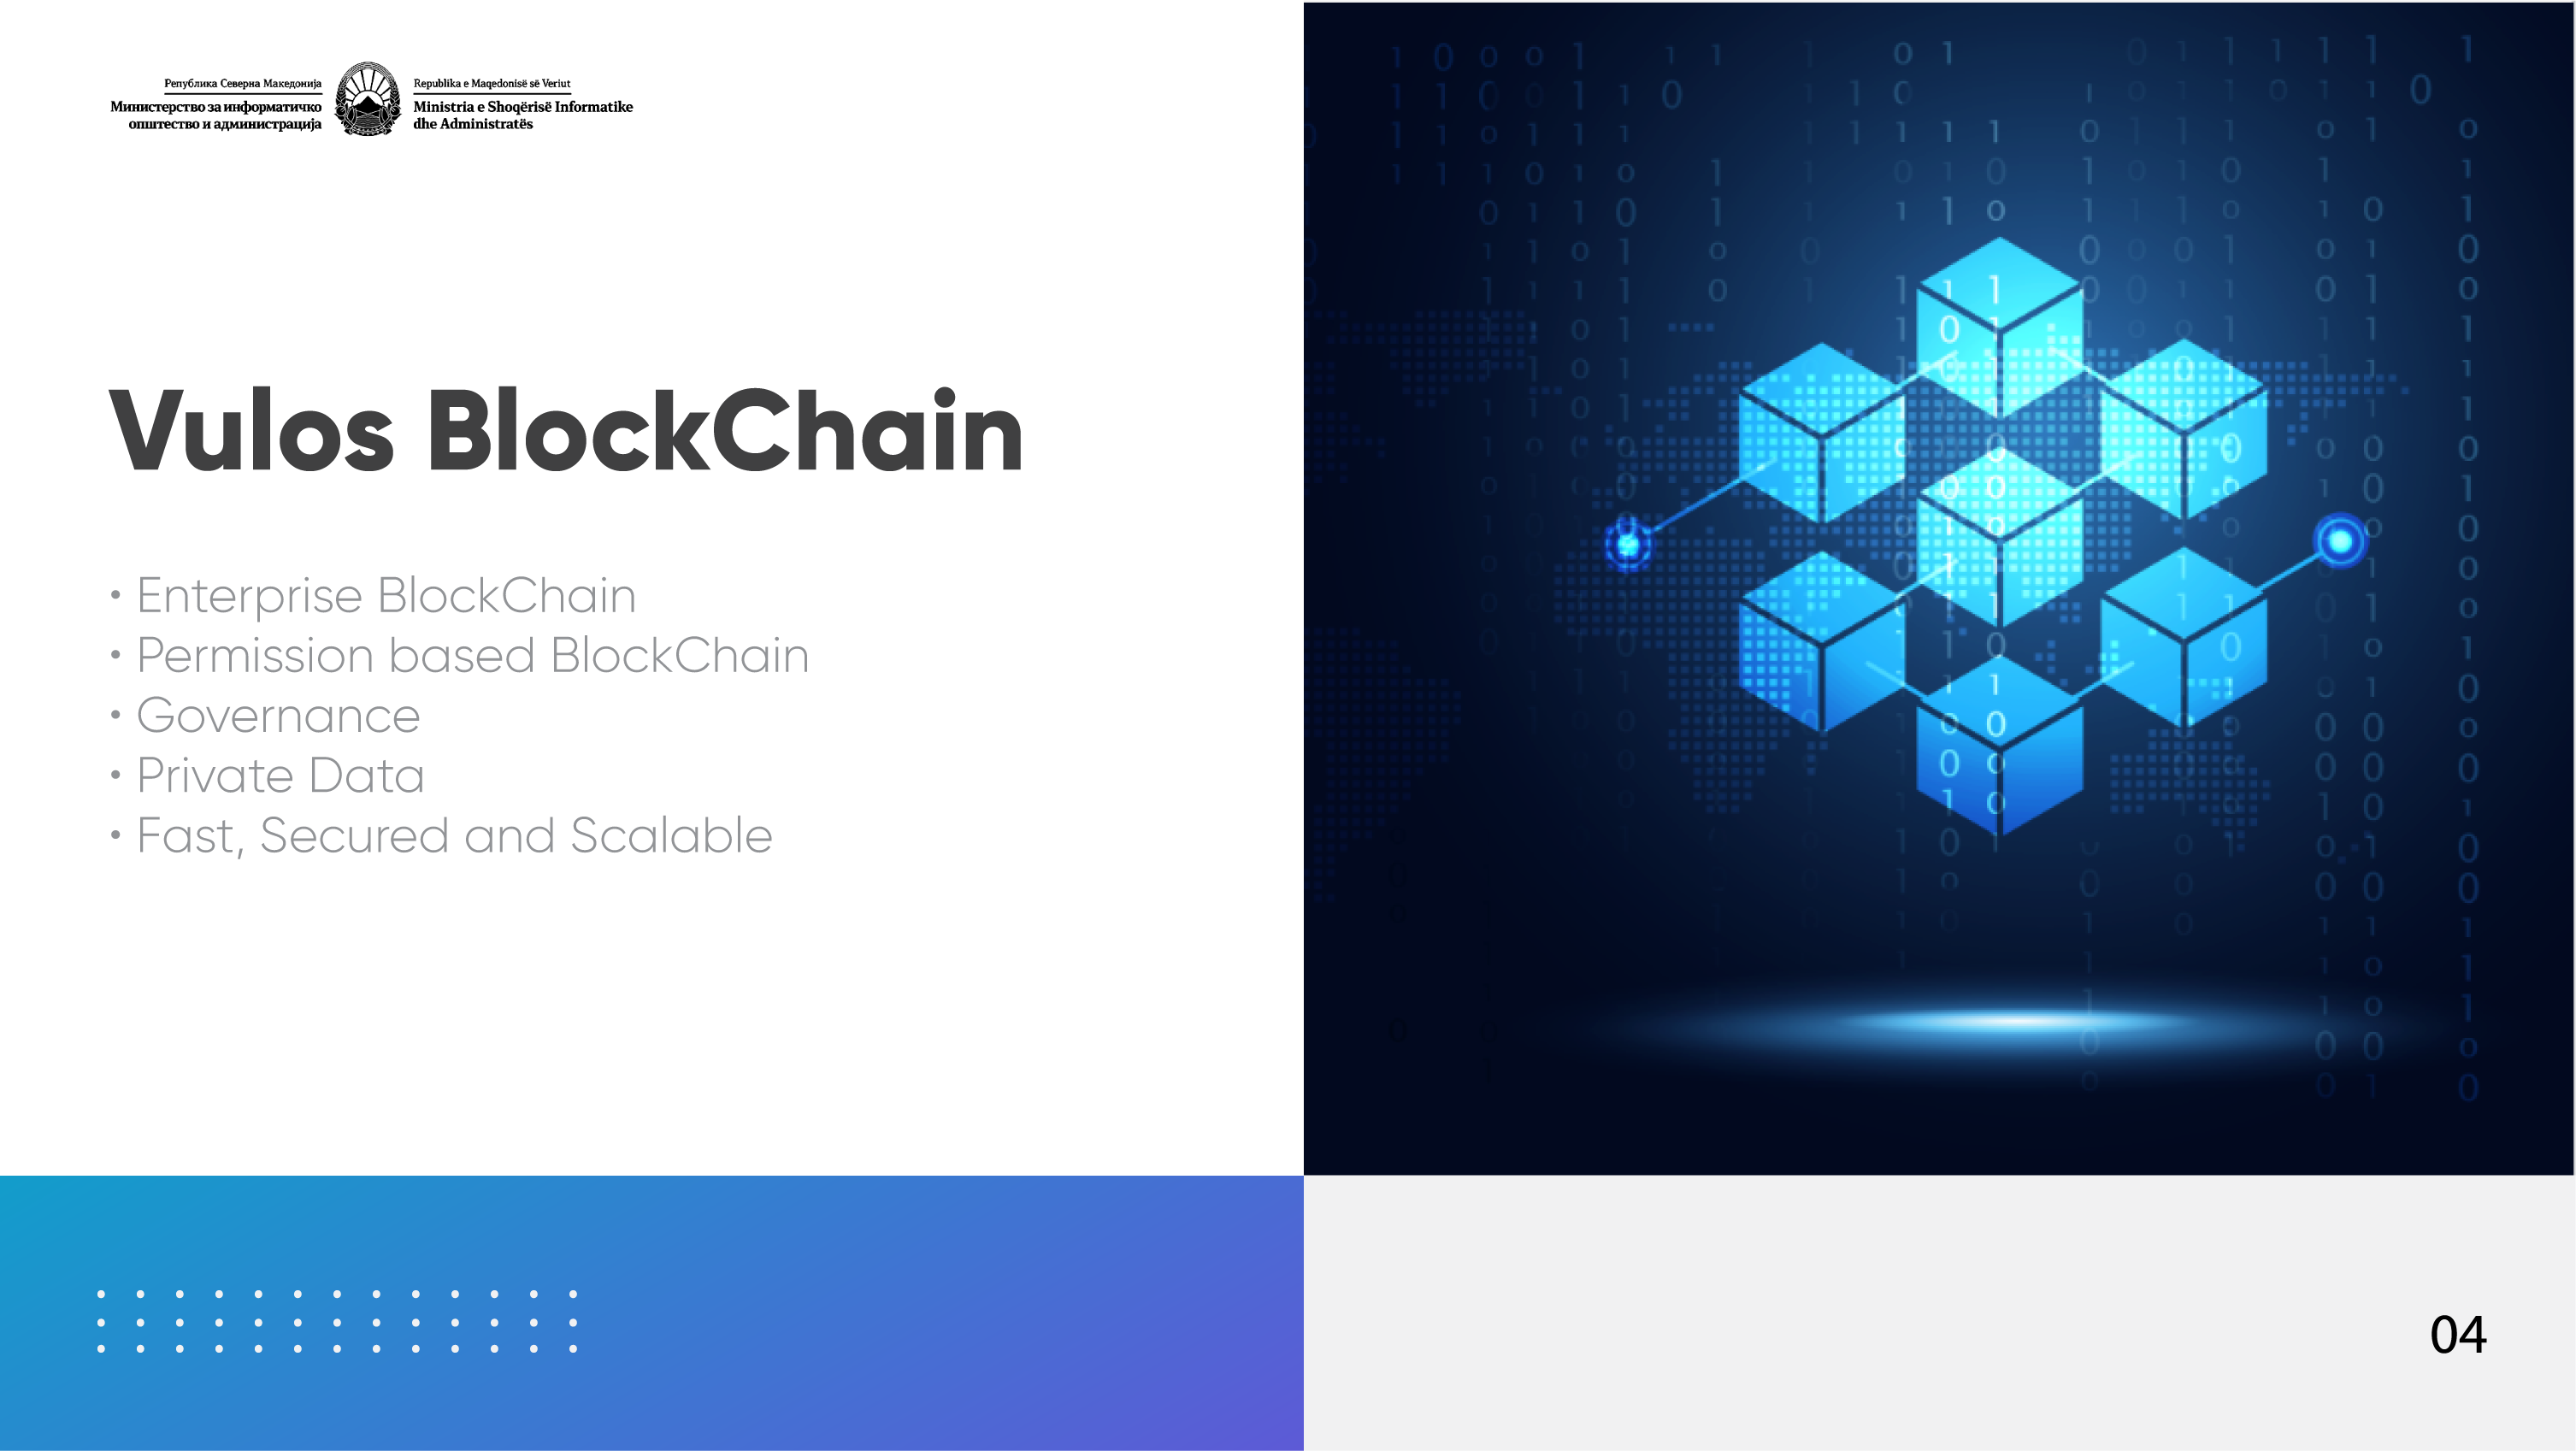 Република Северна Македонија
Министерство за информатичко
општество и администрација
Republika e Maqedonisë së Veriut
Ministria e Shoqërisë Informatike
dhe Administratës
Vulos BlockChain
• Enterprise BlockChain
• Permission based BlockChain
• Governance
• Private Data
• Fast, Secured and Scalable
04